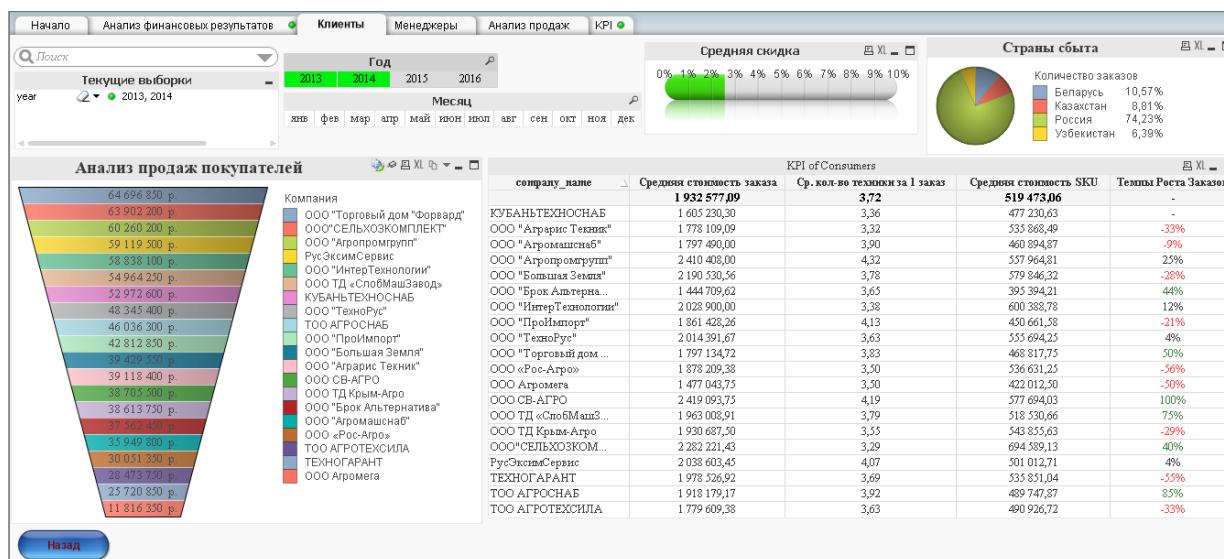 Начало Анализ финансовых результатов Клиенты Менеджеры Анализ продаж KPI
Поиск
Текущие выборки
year 2013, 2014
Год
2013 2014 2015 2016
Месяц
янв фев мар апр май июн июл авг сен окт ноя дек
Средняя скидка XL
0% 1% 2% 3% 4% 5% 6% 7% 8% 9% 10%
Страны сбыта XL
Количество заказов
Беларусь 10,57%
Казахстан 8,81%
Россия 74,23%
Узбекистан 6,39%
Анализ продаж покупателей XL
64 696 850 р.
63 902 200 р.
60 260 200 р.
59 119 500 р.
58 838 100 р.
54 964 250 р.
52 972 600 р.
48 345 400 р.
46 036 300 р.
42 812 850 р.
39 429 550 р.
39 118 400 р.
38 705 500 р.
38 613 750 р.
37 562 450 р.
35 949 800 р.
30 051 350 р.
28 473 750 р.
25 720 850 р.
11 816 350 р.
Компания
ООО "Торговый дом "Форвард"
ООО"СЕЛЬХОЗКОМПЛЕКТ"
ООО "Агропромгрупп"
РусЭксимСервис
ООО "ИнтерТехнологии"
ООО ТД «СлобМашЗавод»
КУБАНЬТЕХНОСНАБ
ООО "ТехноРус"
ТОО АГРОСНАБ
ООО "ПроИмпорт"
ООО "Большая Земля"
ООО "Аграрис Текник"
ООО СВ-АГРО
ООО ТД Крым-Агро
ООО "Брок Альтернатива"
ООО "Агромашснаб"
ООО «Рос-Агро»
ТОО АГРОТЕХСИЛА
ТЕХНОГАРАНТ
ООО Агромега
KPI of Consumers XL
company_name Средняя стоимость заказа Ср. кол-во техники за 1 заказ Средняя стоимость SKU Темпы Роста Заказов
1 932 577,09 3,72 519 473,06 -
КУБАНЬТЕХНОСНАБ 1 605 230,30 3,36 477 230,63 -
ООО "Аграрис Текник" 1 778 109,09 3,32 535 868,49 -33%
ООО "Агромашснаб" 1 797 490,00 3,90 460 894,87 -9%
ООО "Агропромгрупп" 2 410 408,00 4,32 557 964,81 25%
ООО "Большая Земля" 2 190 530,56 3,78 579 846,32 -28%
ООО "Брок Альтерна... 1 444 709,62 3,65 395 394,21 44%
ООО "ИнтерТехнологии" 2 028 900,00 3,38 600 388,78 12%
ООО "ПроИмпорт" 1 861 428,26 4,13 450 661,58 -21%
ООО "ТехноРус" 2 014 391,67 3,63 555 694,25 4%
ООО "Торговый дом ... 1 797 134,72 3,83 468 817,75 50%
ООО «Рос-Агро» 1 878 209,38 3,50 536 631,25 -56%
ООО Агромега 1 477 043,75 3,50 422 012,50 -50%
ООО СВ-АГРО 2 419 093,75 4,19 577 694,03 100%
ООО ТД «СлобМашЗ... 1 963 008,91 3,79 518 530,66 75%
ООО ТД Крым-Агро 1 930 687,50 3,55 543 855,63 -29%
ООО"СЕЛЬХОЗКОМ... 2 282 221,43 3,29 694 589,13 40%
РусЭксимСервис 2 038 603,45 4,07 501 012,71 4%
ТЕХНОГАРАНТ 1 978 526,92 3,69 535 851,04 -55%
ТОО АГРОСНАБ 1 918 179,17 3,92 489 747,87 85%
ТОО АГРОТЕХСИЛА 1 779 609,38 3,63 490 926,72 -33%
Назад